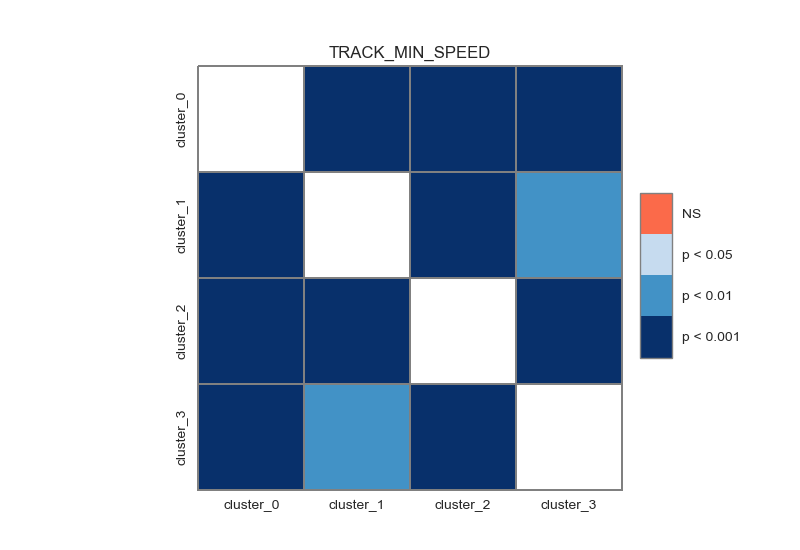 TRACK_MIN_SPEED
cluster_0
cluster_1
cluster_2
cluster_3
NS
p < 0.05
p < 0.01
p < 0.001
cluster_0 cluster_1 cluster_2 cluster_3